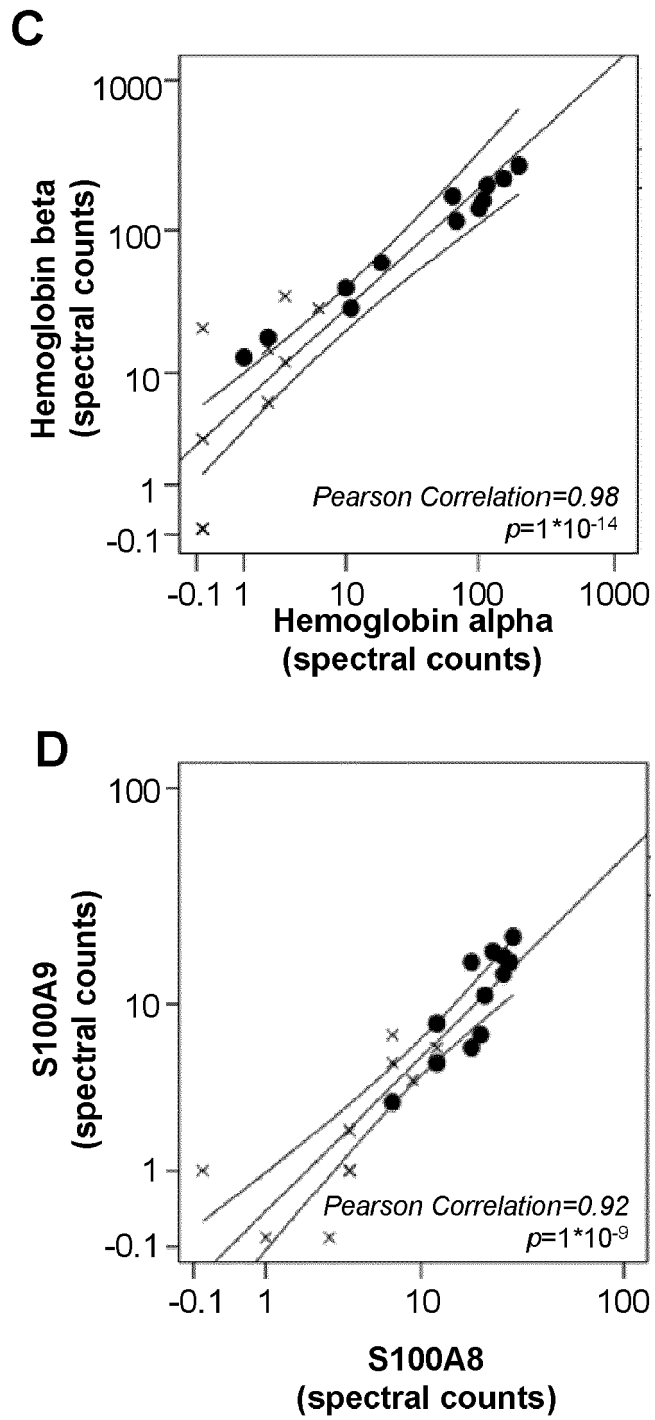 C
1000
100
10
1
-0.1
Hemoglobin beta
(spectral counts)
Pearson Correlation=0.98
p=1*10-14
-0.1 1 10 100 1000
Hemoglobin alpha
(spectral counts)
D
100
10
1
-0.1
S100A9
(spectral counts)
Pearson Correlation=0.92
p=1*10-9
-0.1 1 10 100
S100A8
(spectral counts)